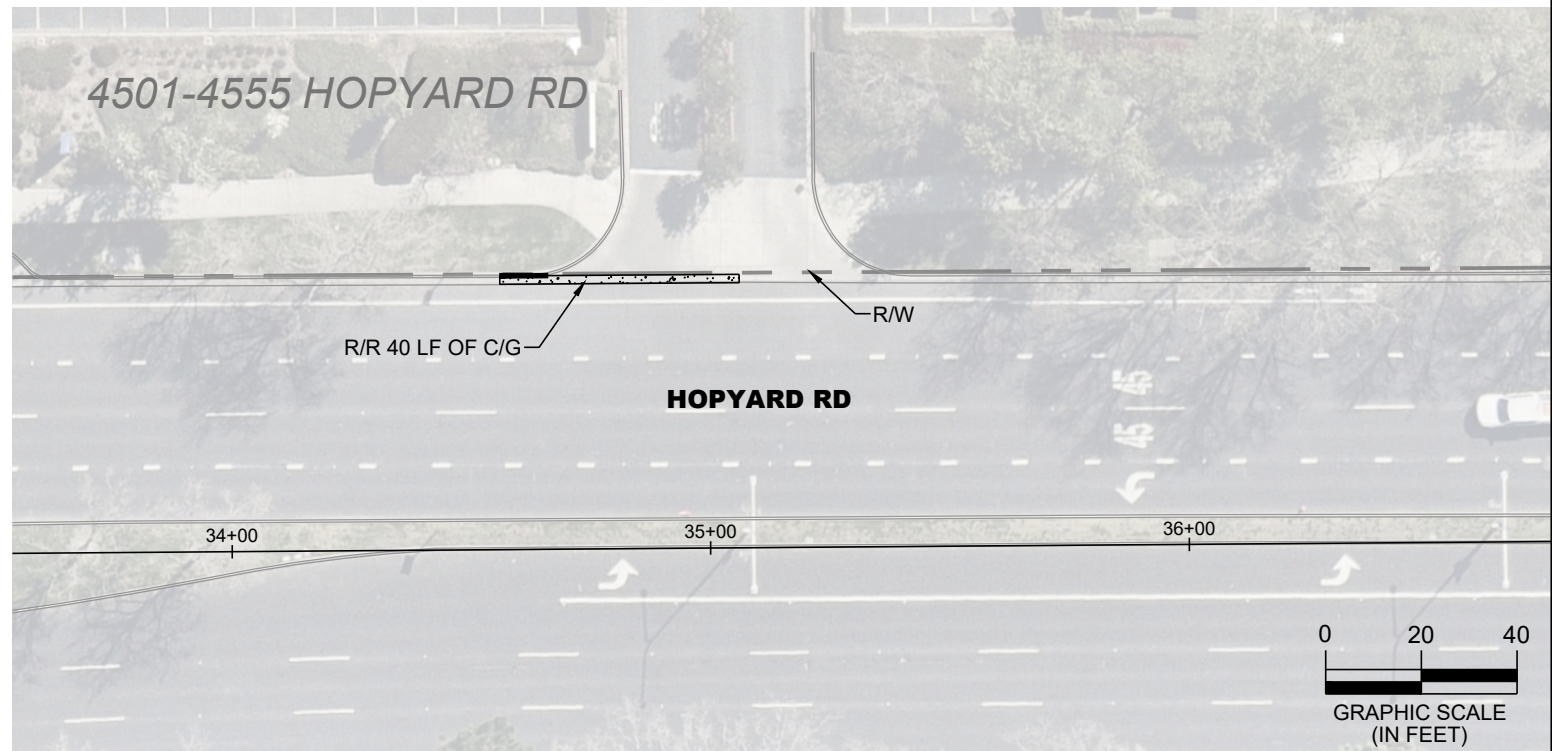 4501-4555 HOPYARD RD
R/W
R/R 40 LF OF C/G
HOPYARD RD
45 45
34+00
35+00
36+00
0 20 40
GRAPHIC SCALE
(IN FEET)